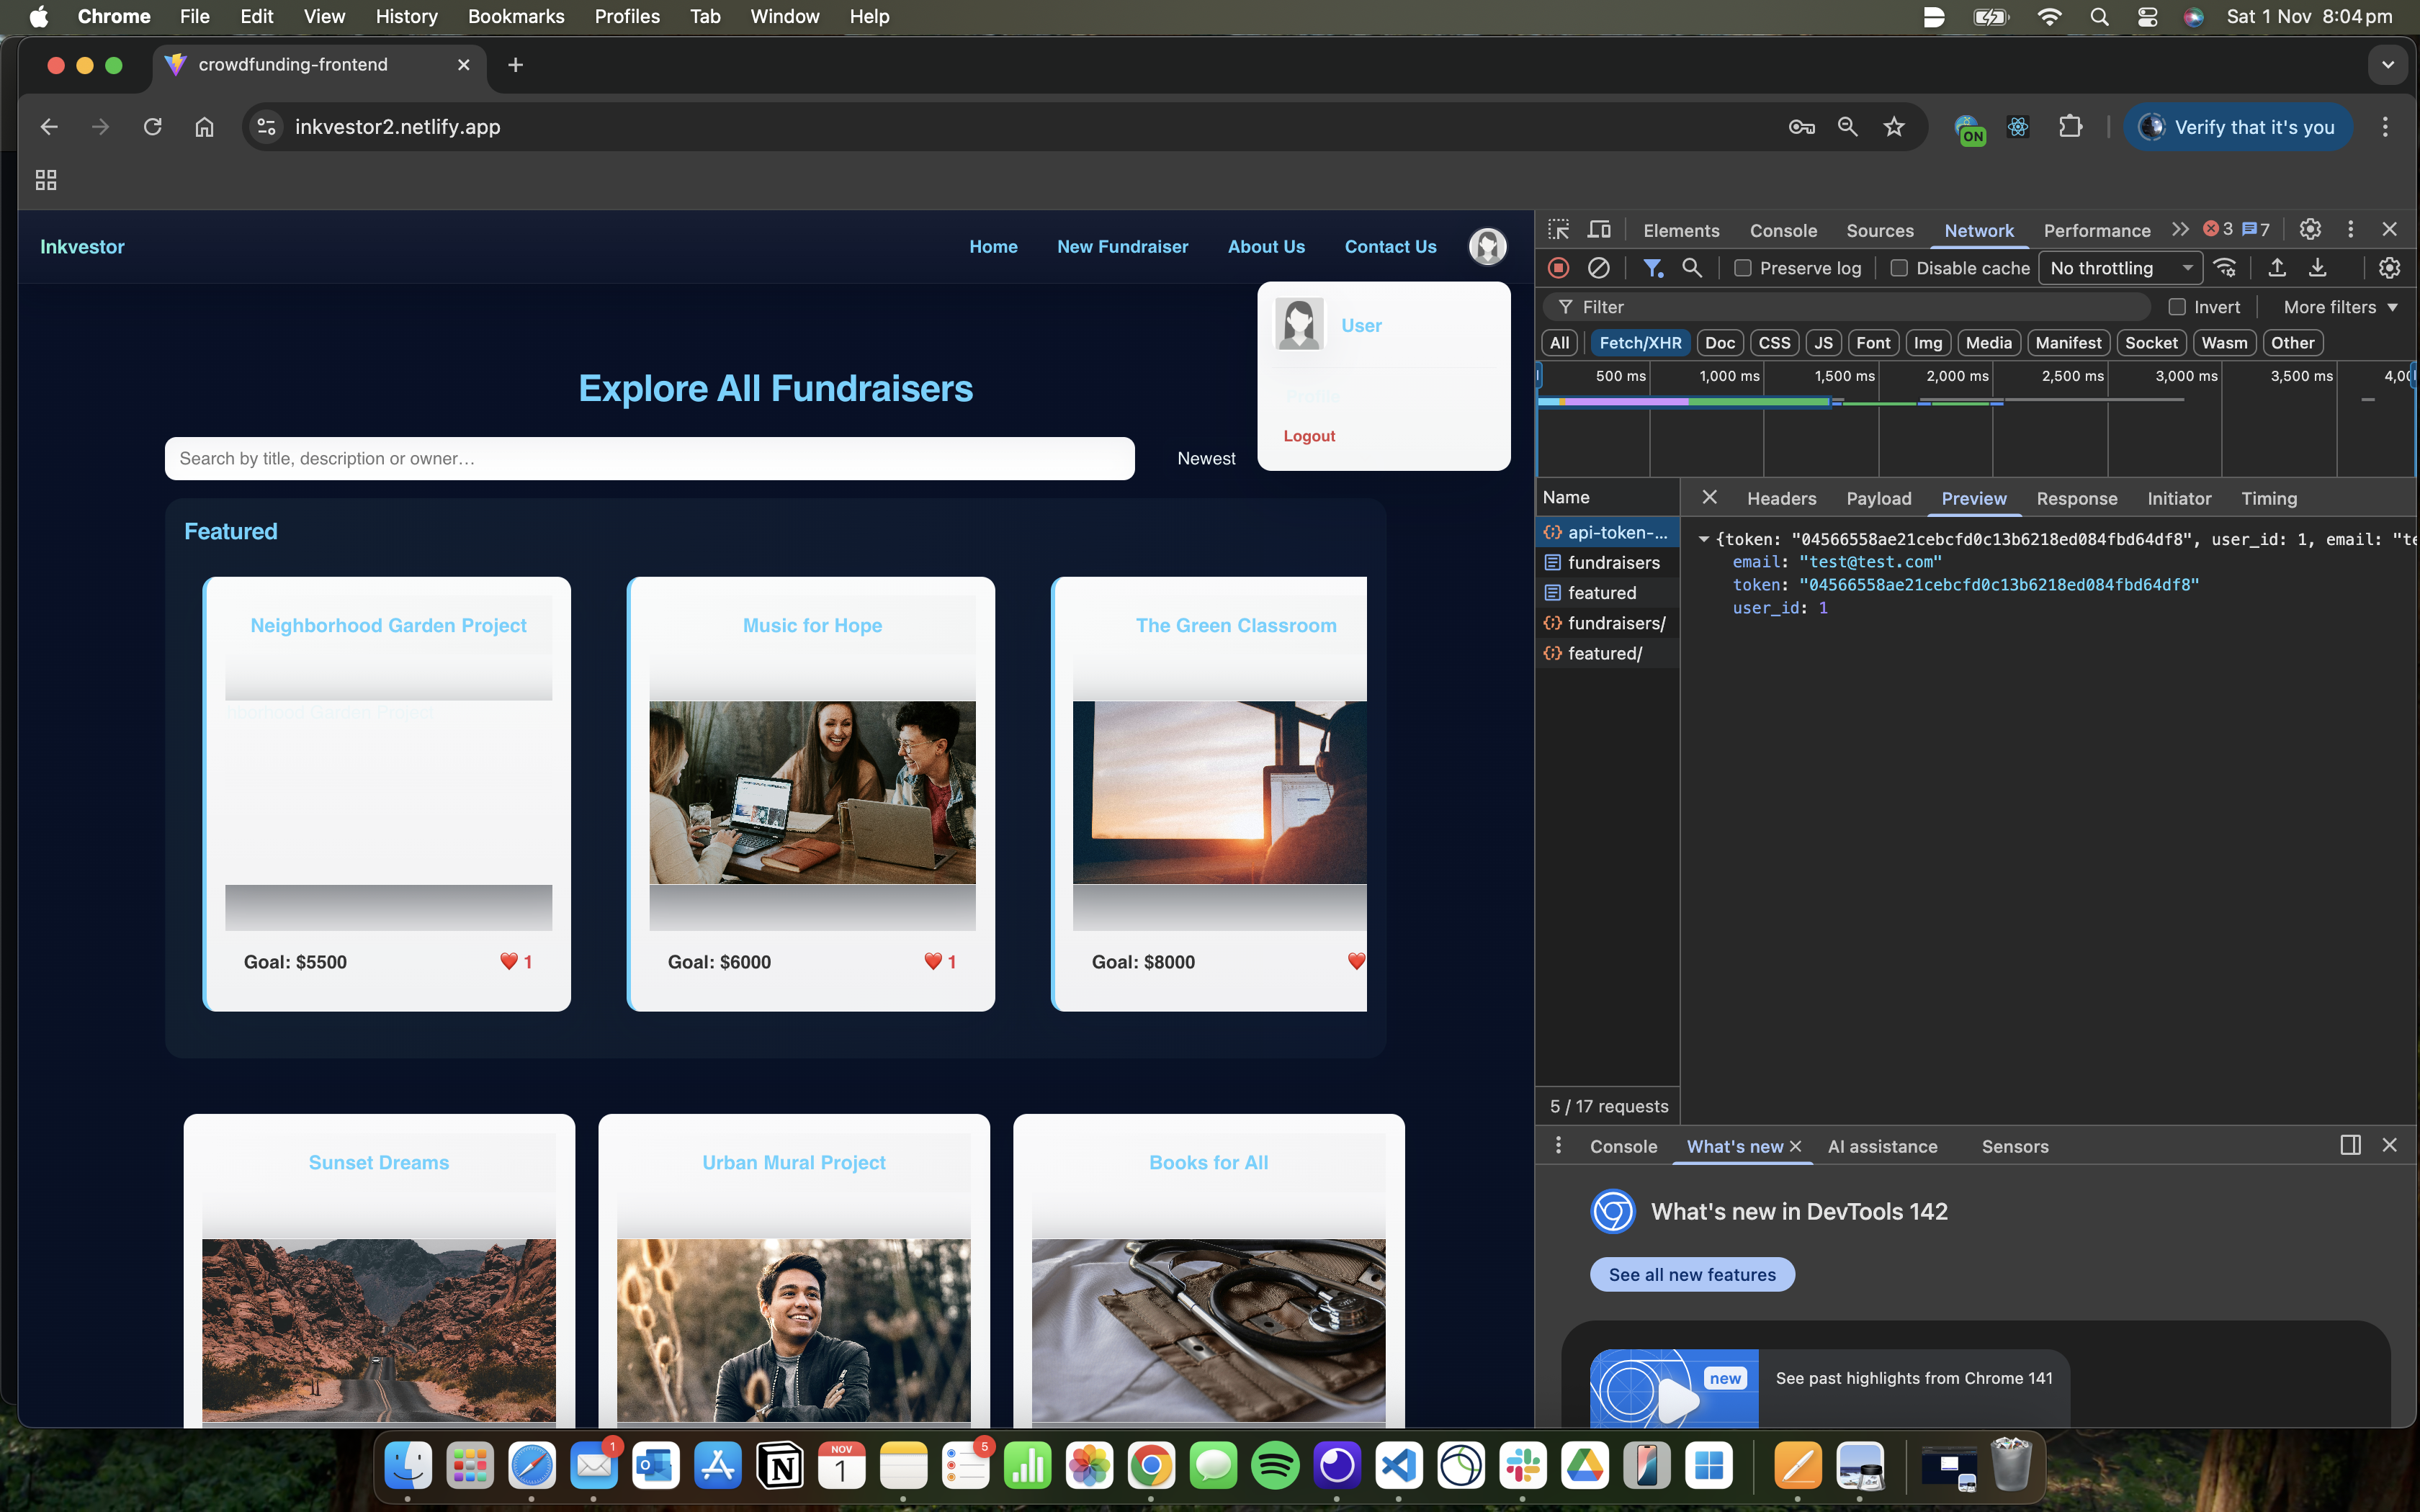 Chrome File Edit View History Bookmarks Profiles Tab Window Help Sat 1 Nov 8:04 pm
crowdfunding-frontend
inkvestor2.netlify.app ON Verify that it's you
Inkvestor Home New Fundraiser About Us Contact Us
User
Profile
Logout
Explore All Fundraisers
Search by title, description or owner… Newest
Featured
Neighborhood Garden Project Music for Hope The Green Classroom
hborhood Garden Project
Goal: $5500 1 Goal: $6000 1 Goal: $8000
Sunset Dreams Urban Mural Project Books for All
Elements Console Sources Network Performance 3 7
Preserve log Disable cache No throttling
Filter Invert More filters
All Fetch/XHR Doc CSS JS Font Img Media Manifest Socket Wasm Other
500 ms 1,000 ms 1,500 ms 2,000 ms 2,500 ms 3,000 ms 3,500 ms 4,00
Name Headers Payload Preview Response Initiator Timing
api-token-...
fundraisers
featured
fundraisers/
featured/
{token: "04566558ae21cebcfd0c13b6218ed084fbd64df8", user_id: 1, email: "te
email: "test@test.com"
token: "04566558ae21cebcfd0c13b6218ed084fbd64df8"
user_id: 1
5 / 17 requests
Console What's new AI assistance Sensors
What's new in DevTools 142
See all new features
new See past highlights from Chrome 141
1 NOV 1 5